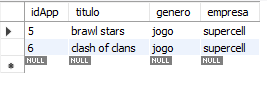 idApp titulo genero empresa
5 brawl stars jogo supercell
6 clash of clans jogo supercell
NULL NULL NULL NULL